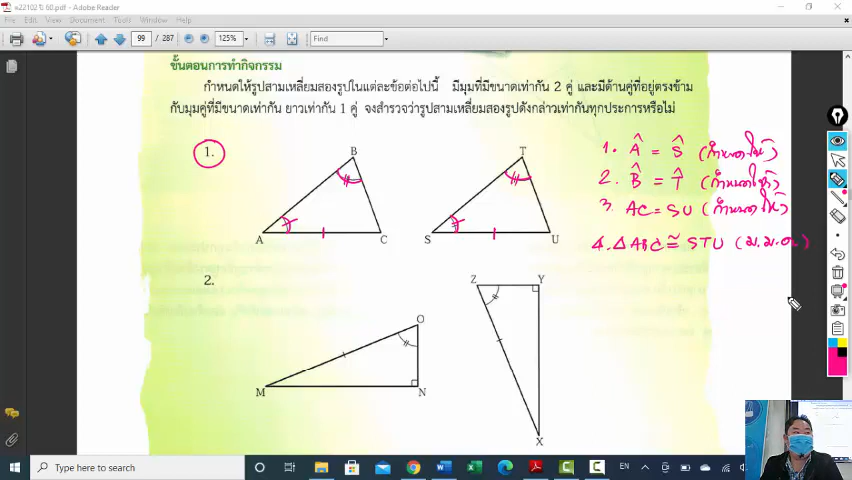 ค22102ปี 60.pdf - Adobe Reader
File Edit View Document Tools Window Help
99 / 287 125% Find
ขั้นตอนการทำกิจกรรม
กำหนดให้รูปสามเหลี่ยมสองรูปในแต่ละข้อต่อไปนี้ มีมุมที่มีขนาดเท่ากัน 2 คู่ และมีด้านคู่ที่อยู่ตรงข้าม
กับมุมคู่ที่มีขนาดเท่ากัน ยาวเท่ากัน 1 คู่ จงสำรวจว่ารูปสามเหลี่ยมสองรูปดังกล่าวเท่ากันทุกประการหรือไม่
1.
B
A C
T
S U
1. Â = Ŝ (กำหนดให้)
2. B̂ = T̂ (กำหนดให้)
3. AC = SU (กำหนดให้)
4. △ABC ≅ STU (ม.ม.ด.)
2.
O
M N
Z Y
X
Type here to search
EN